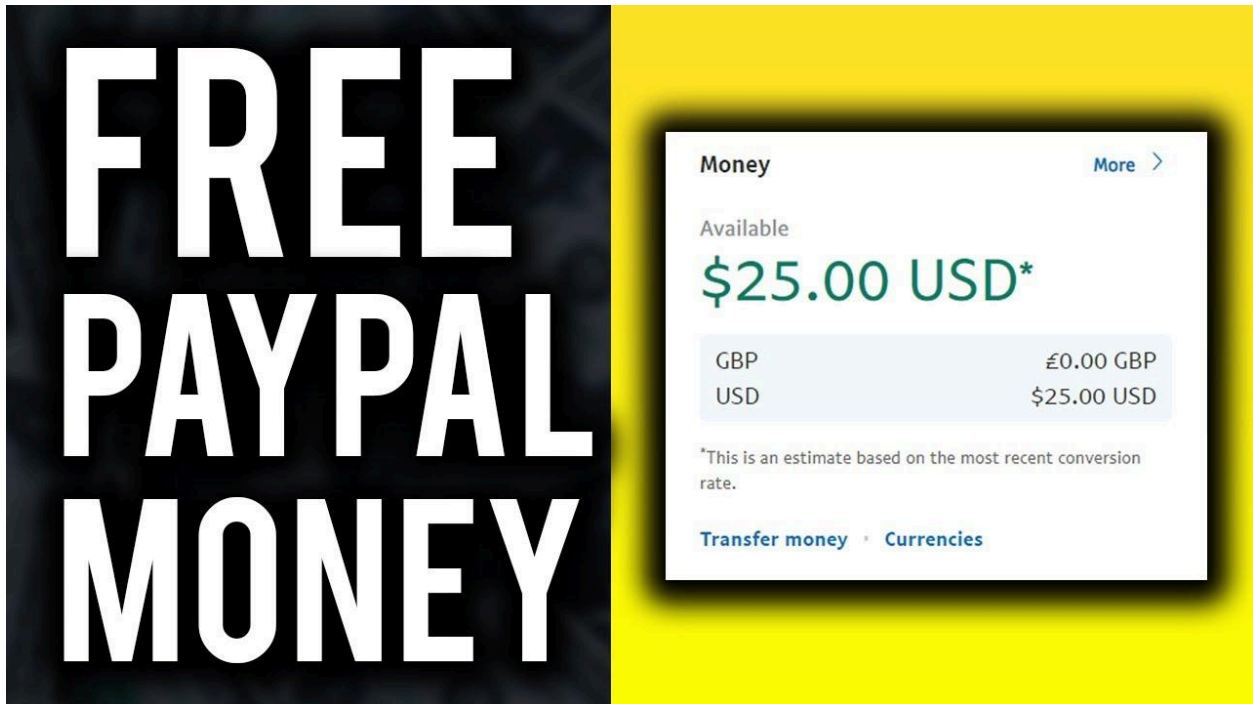 FREE
PAYPAL
MONEY
Money
More >
Available
$25.00 USD*
GBP £0.00 GBP
USD $25.00 USD
*This is an estimate based on the most recent conversion
rate.
Transfer money · Currencies